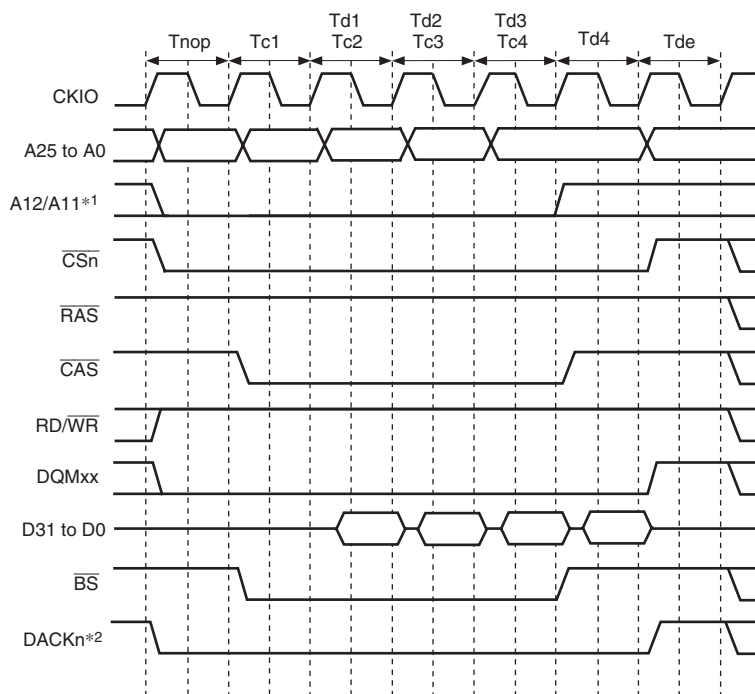 Td1 Td2 Td3
Tnop Tc1 Tc2 Tc3 Tc4 Td4 Tde
CKIO
A25 to A0
A12/A11*1
CSn
RAS
CAS
RD/WR
DQMxx
D31 to D0
BS
DACKn*2